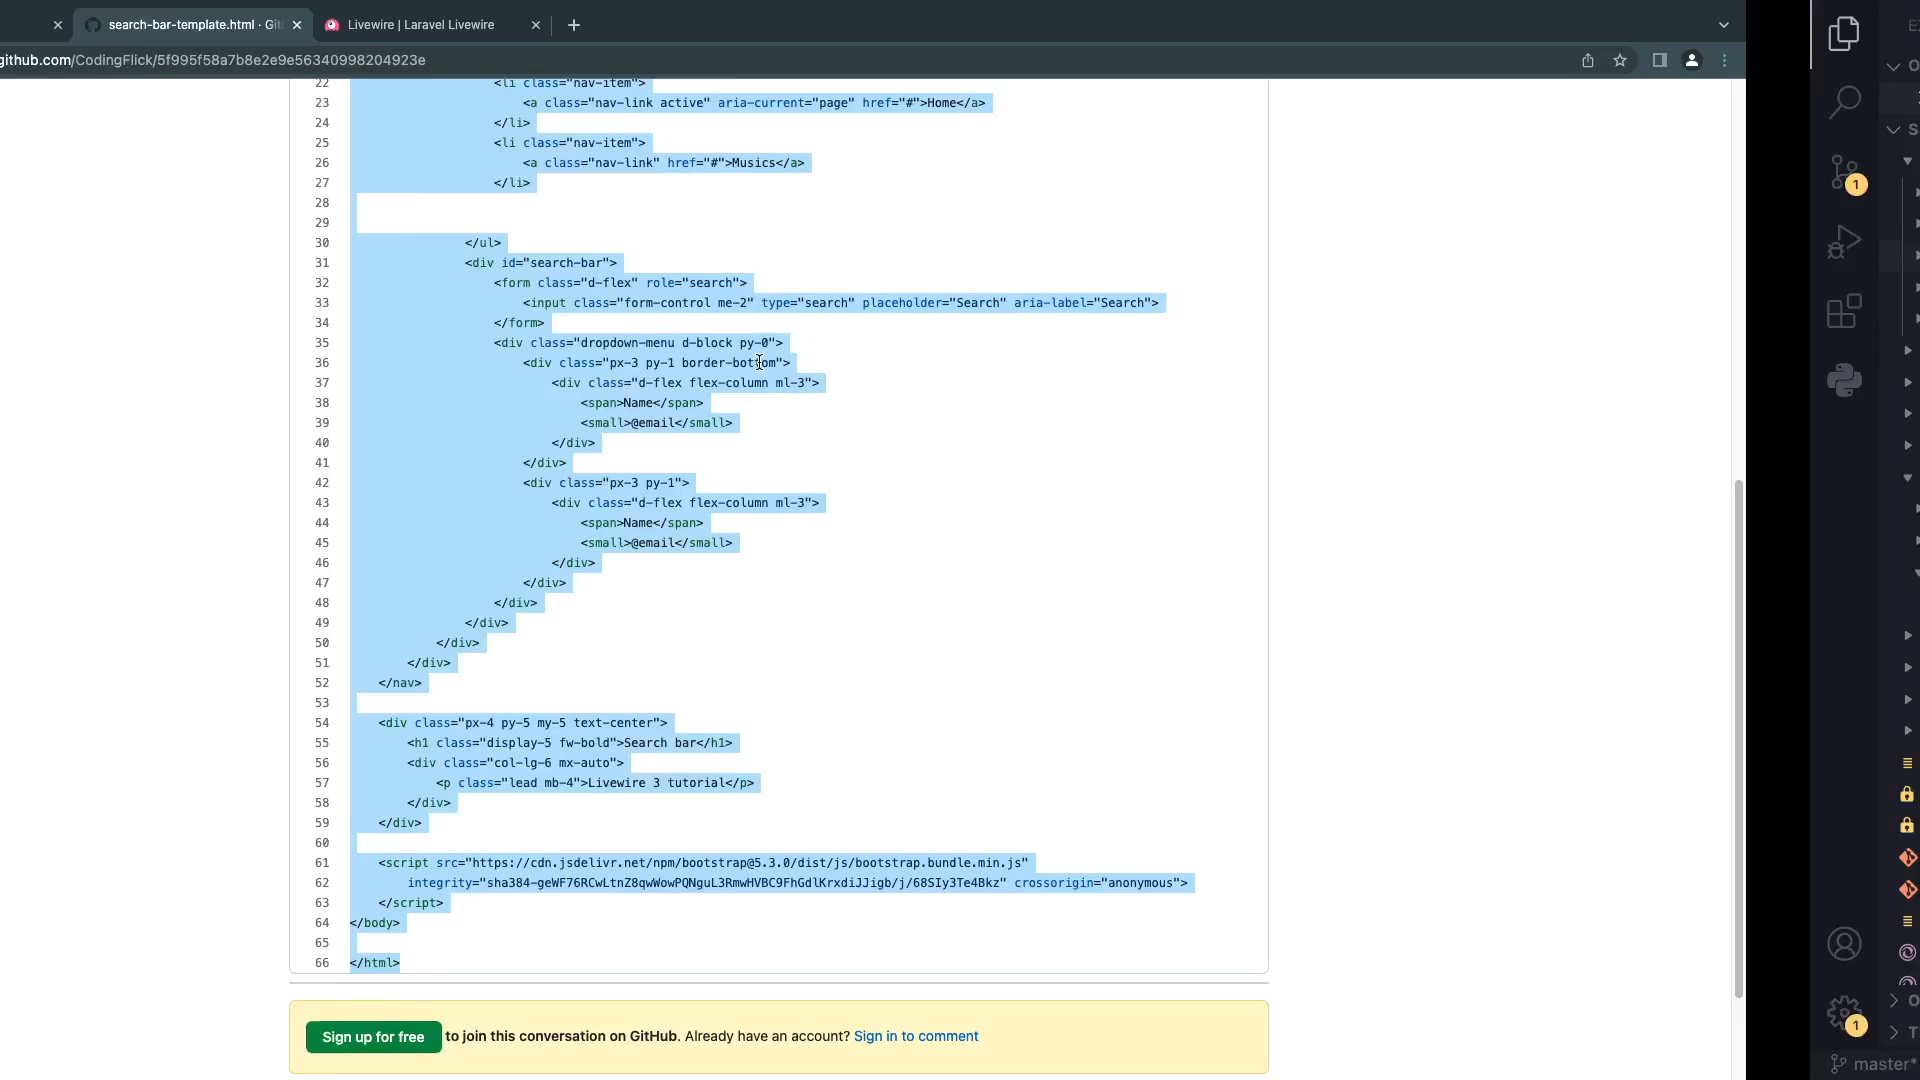 search-bar-template.html · Git
Livewire | Laravel Livewire
github.com/CodingFlick/5f995f58a7b8e2e9e56340998204923e
22 <li class="nav-item">
23 <a class="nav-link active" aria-current="page" href="#">Home</a>
24 </li>
25 <li class="nav-item">
26 <a class="nav-link" href="#">Musics</a>
27 </li>
28
29
30 </ul>
31 <div id="search-bar">
32 <form class="d-flex" role="search">
33 <input class="form-control me-2" type="search" placeholder="Search" aria-label="Search">
34 </form>
35 <div class="dropdown-menu d-block py-0">
36 <div class="px-3 py-1 border-bottom">
37 <div class="d-flex flex-column ml-3">
38 <span>Name</span>
39 <small>@email</small>
40 </div>
41 </div>
42 <div class="px-3 py-1">
43 <div class="d-flex flex-column ml-3">
44 <span>Name</span>
45 <small>@email</small>
46 </div>
47 </div>
48 </div>
49 </div>
50 </div>
51 </div>
52 </nav>
53
54 <div class="px-4 py-5 my-5 text-center">
55 <h1 class="display-5 fw-bold">Search bar</h1>
56 <div class="col-lg-6 mx-auto">
57 <p class="lead mb-4">Livewire 3 tutorial</p>
58 </div>
59 </div>
60
61 <script src="https://cdn.jsdelivr.net/npm/bootstrap@5.3.0/dist/js/bootstrap.bundle.min.js"
62 integrity="sha384-geWF76RCwLtnZ8qwWowPQNguL3RmwHVBC9FhGdlKrxdiJJigb/j/68SIy3Te4Bkz" crossorigin="anonymous">
63 </script>
64 </body>
65
66 </html>
Sign up for free to join this conversation on GitHub. Already have an account? Sign in to comment
1
1
master*